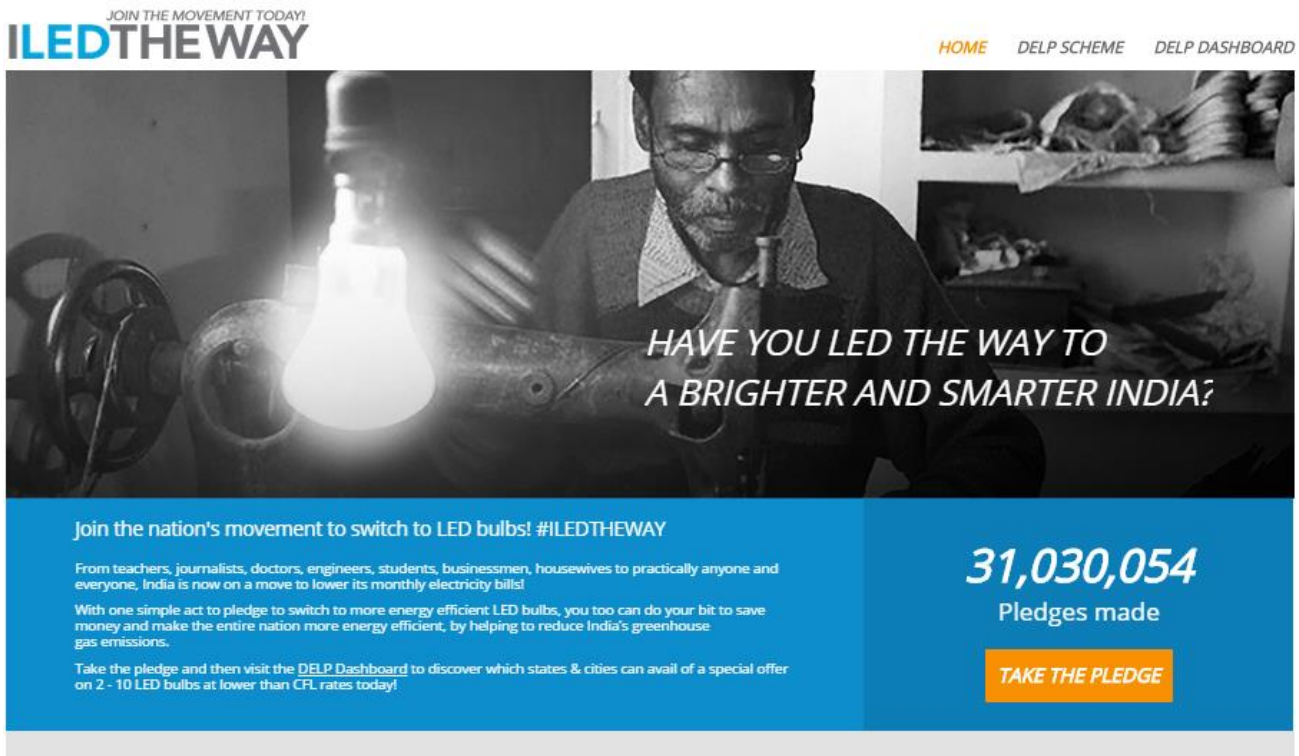 JOIN THE MOVEMENT TODAY!
ILEDTHEWAY
HOME DELP SCHEME DELP DASHBOARD
HAVE YOU LED THE WAY TO
A BRIGHTER AND SMARTER INDIA?
Join the nation's movement to switch to LED bulbs! #ILEDTHEWAY
From teachers, journalists, doctors, engineers, students, businessmen, housewives to practically anyone and
everyone, India is now on a move to lower its monthly electricity bills!
With one simple act to pledge to switch to more energy efficient LED bulbs, you too can do your bit to save
money and make the entire nation more energy efficient, by helping to reduce India's greenhouse
gas emissions.
Take the pledge and then visit the DELP Dashboard to discover which states & cities can avail of a special offer
on 2 - 10 LED bulbs at lower than CFL rates today!
31,030,054
Pledges made
TAKE THE PLEDGE